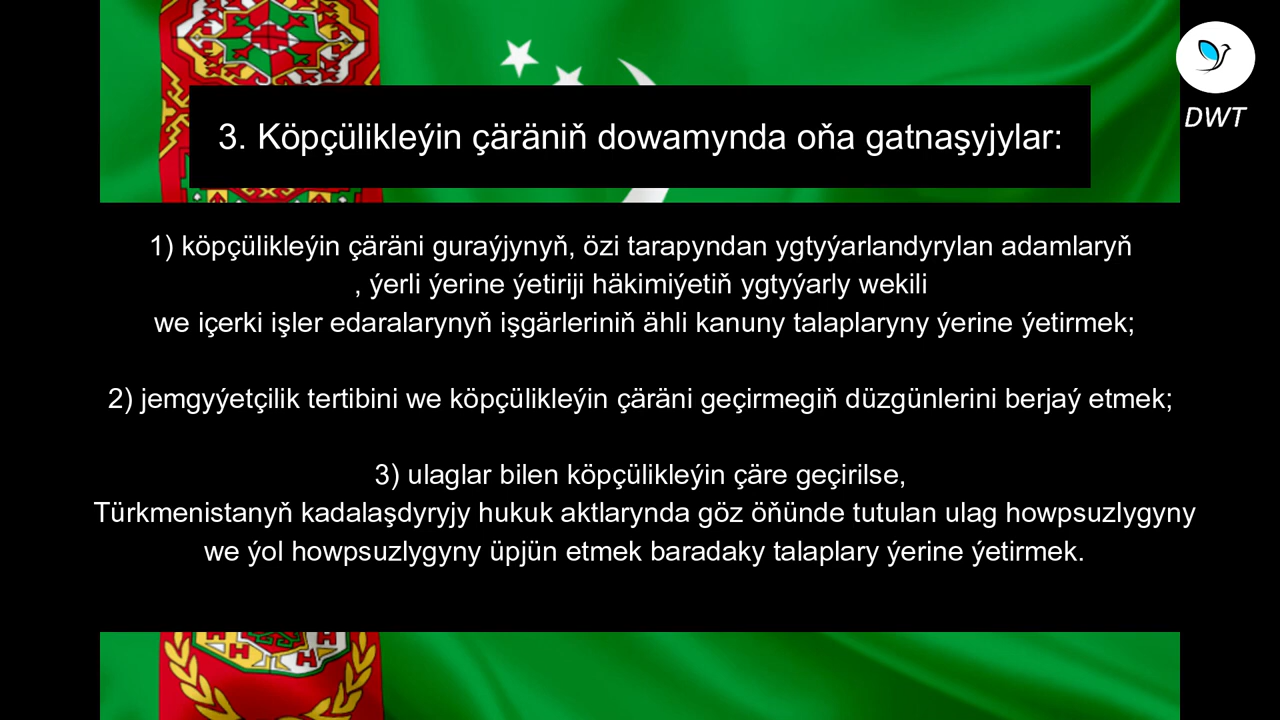 DWT
3. Köpçülikleýin çäräniň dowamynda oňa gatnaşyjylar:
1) köpçülikleýin çäräni guraýjynyň, özi tarapyndan ygtyýarlandyrylan adamlaryň
, ýerli ýerine ýetiriji häkimiýetiň ygtyýarly wekili
we içerki işler edaralarynyň işgärleriniň ähli kanuny talaplaryny ýerine ýetirmek;
2) jemgyýetçilik tertibini we köpçülikleýin çäräni geçirmegiň düzgünlerini berjaý etmek;
3) ulaglar bilen köpçülikleýin çäre geçirilse,
Türkmenistanyň kadalaşdyryjy hukuk aktlarynda göz öňünde tutulan ulag howpsuzlygyny
we ýol howpsuzlygyny üpjün etmek baradaky talaplary ýerine ýetirmek.